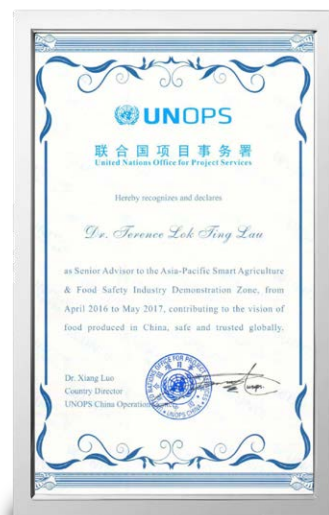 UNOPS
联合国项目事务署
United Nations Office for Project Services
Hereby recognizes and declares
Dr. Terence Lok Ting Lau
as Senior Advisor to the Asia-Pacific Smart Agriculture
& Food Safety Industry Demonstration Zone, from
April 2016 to May 2017, contributing to the vision of
food produced in China, safe and trusted globally.
Dr. Xiang Luo
Country Director
UNOPS China Operation